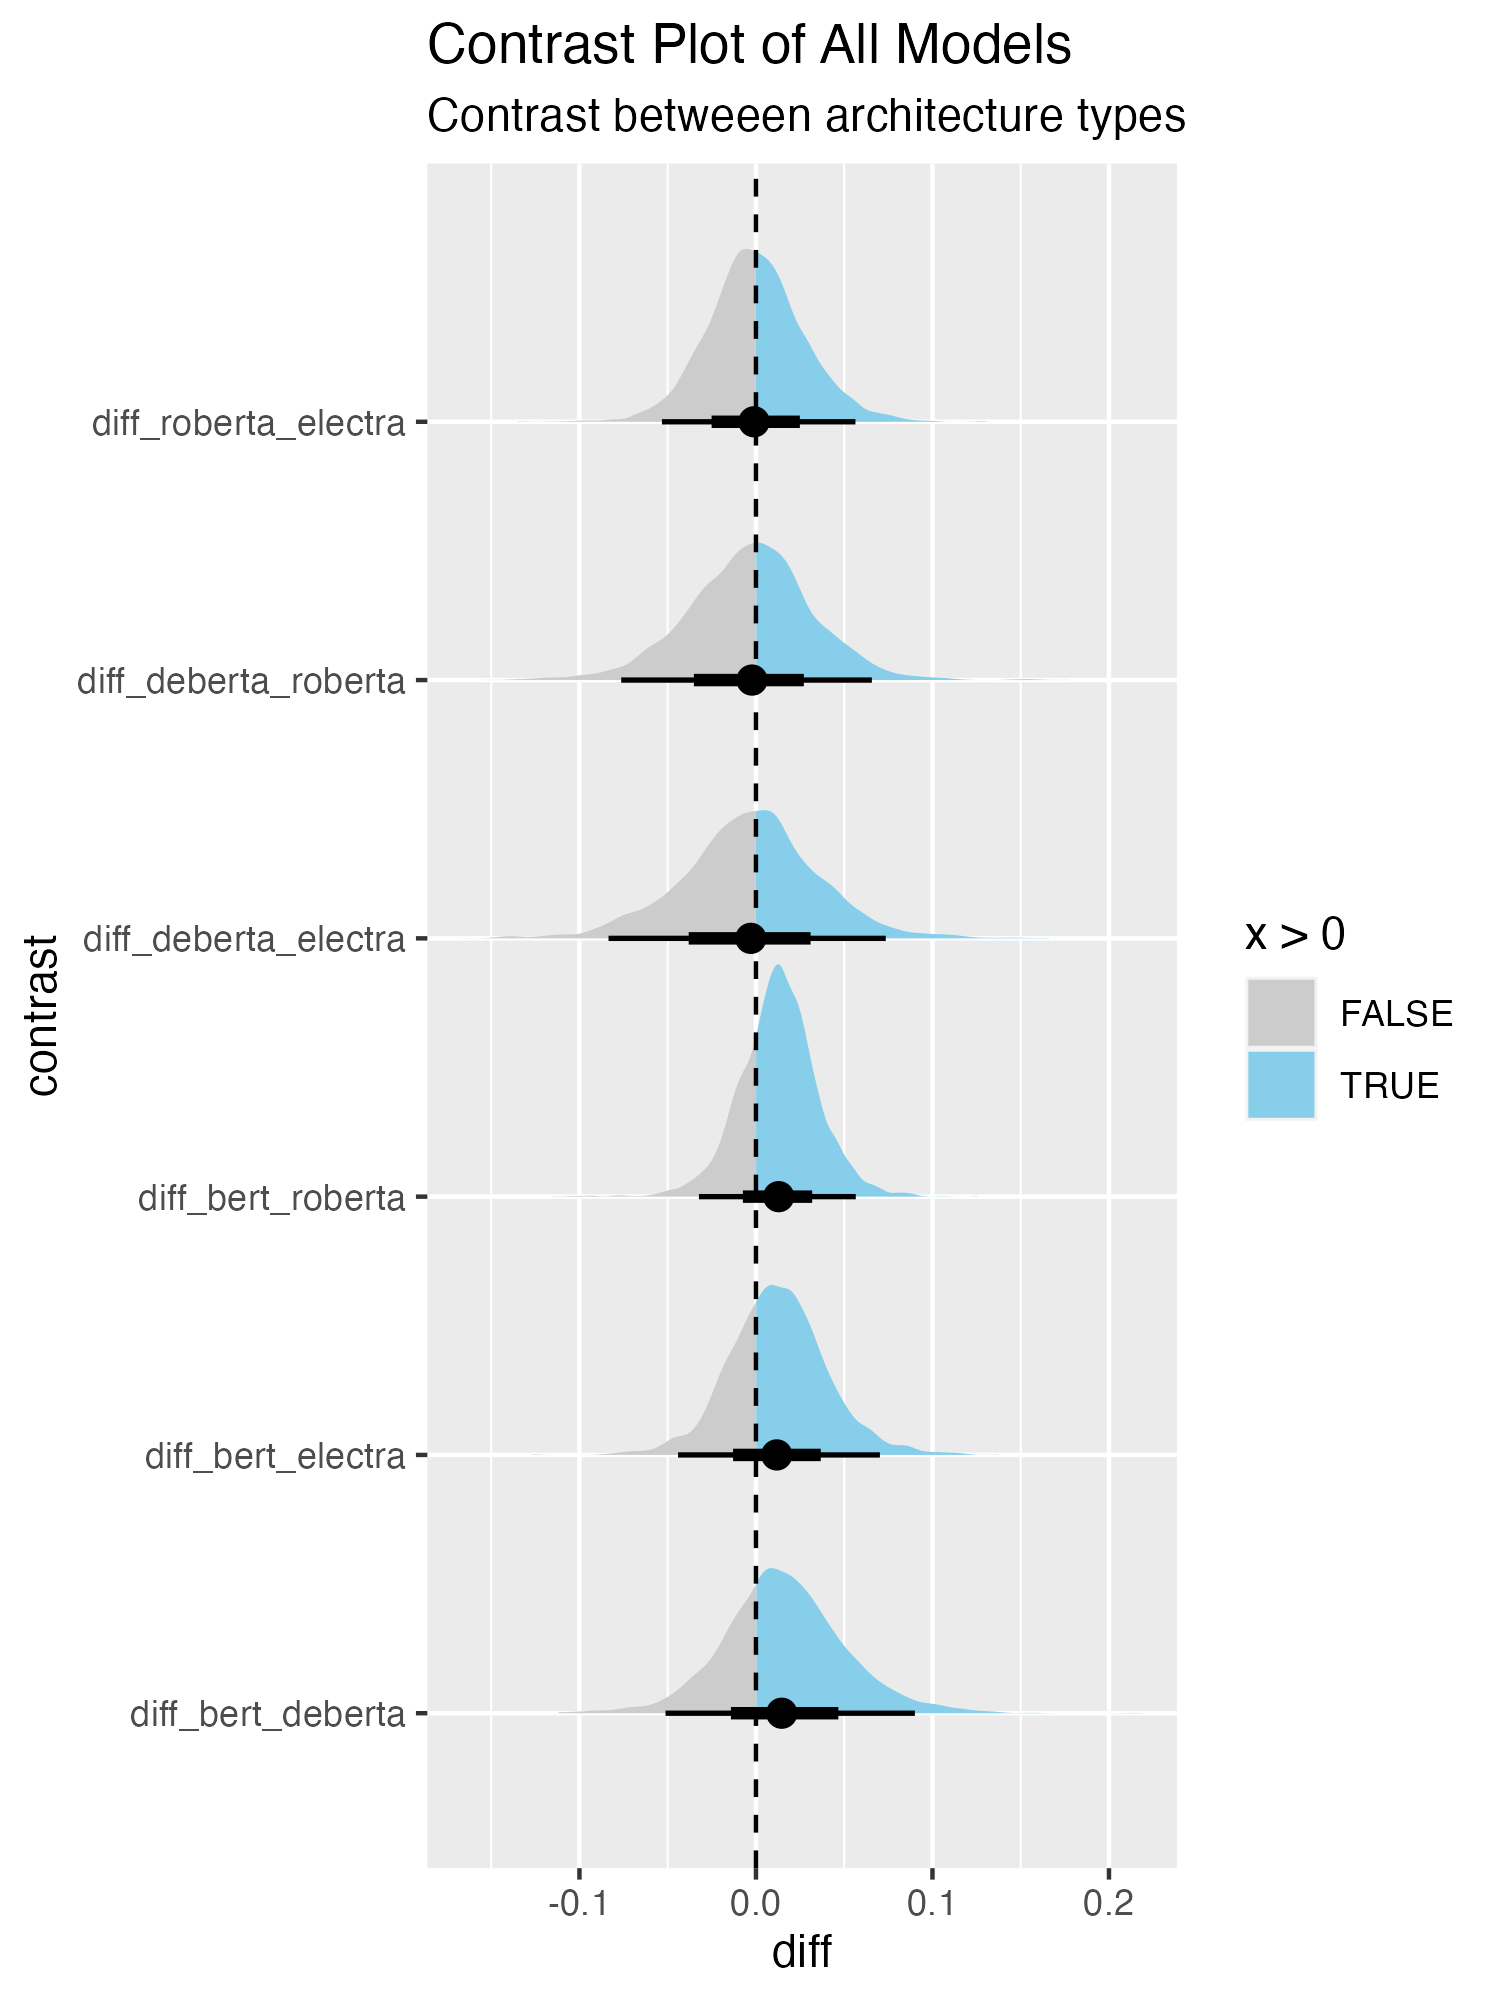 Contrast Plot of All Models
Contrast betweeen architecture types
contrast
diff_roberta_electra
diff_deberta_roberta
diff_deberta_electra
diff_bert_roberta
diff_bert_electra
diff_bert_deberta
-0.1 0.0 0.1 0.2
diff
x > 0
FALSE
TRUE